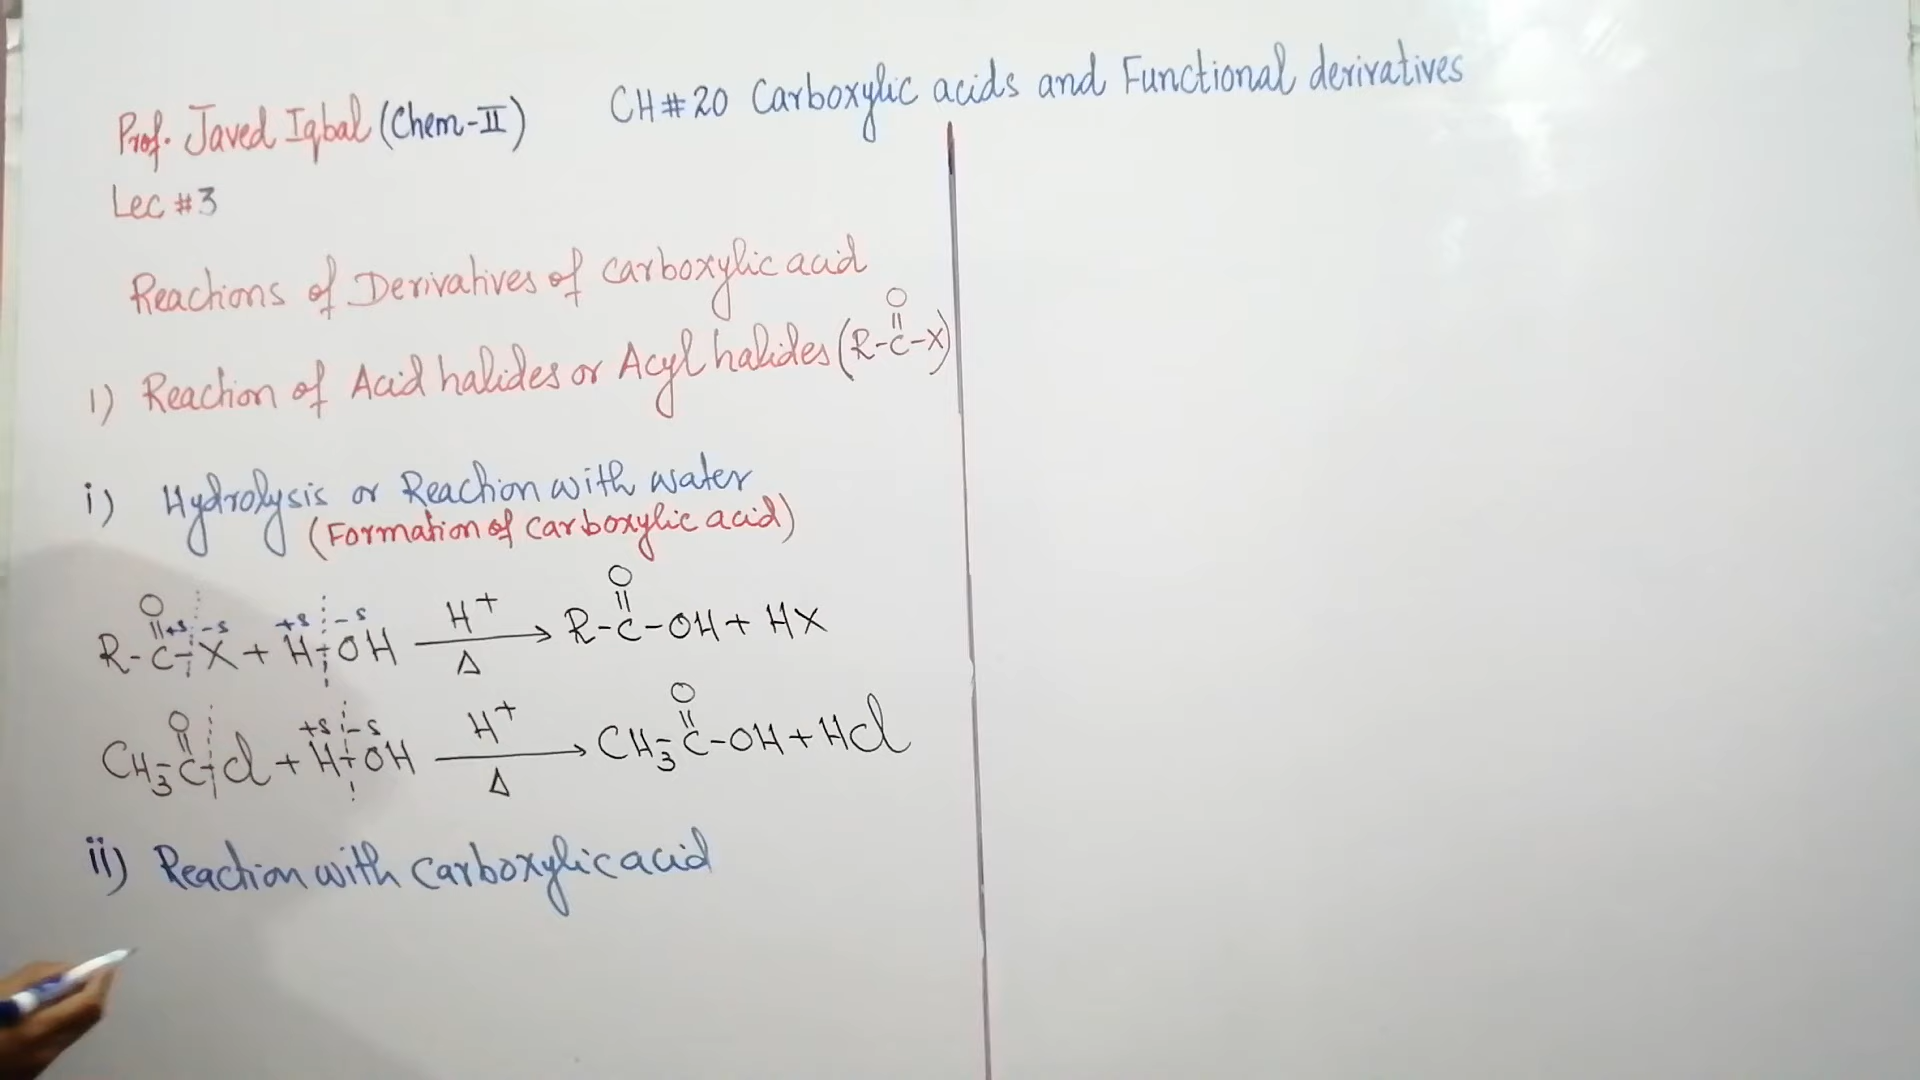 Prof. Javed Iqbal (Chem-II) CH#20 Carboxylic acids and Functional derivatives
Lec #3
Reactions of Derivatives of carboxylic acid
1) Reaction of Acid halides or Acyl halides (R-C-X)
O
||
i) Hydrolysis or Reaction with water
(Formation of carboxylic acid)
O
||
+δ -δ +δ -δ
R-C-X + H-OH
H+
Δ
→
O
||
R-C-OH + HX
O
||
+δ -δ
CH3-C-Cl + H-OH
H+
Δ
→
O
||
CH3-C-OH + HCl
ii) Reaction with carboxylic acid